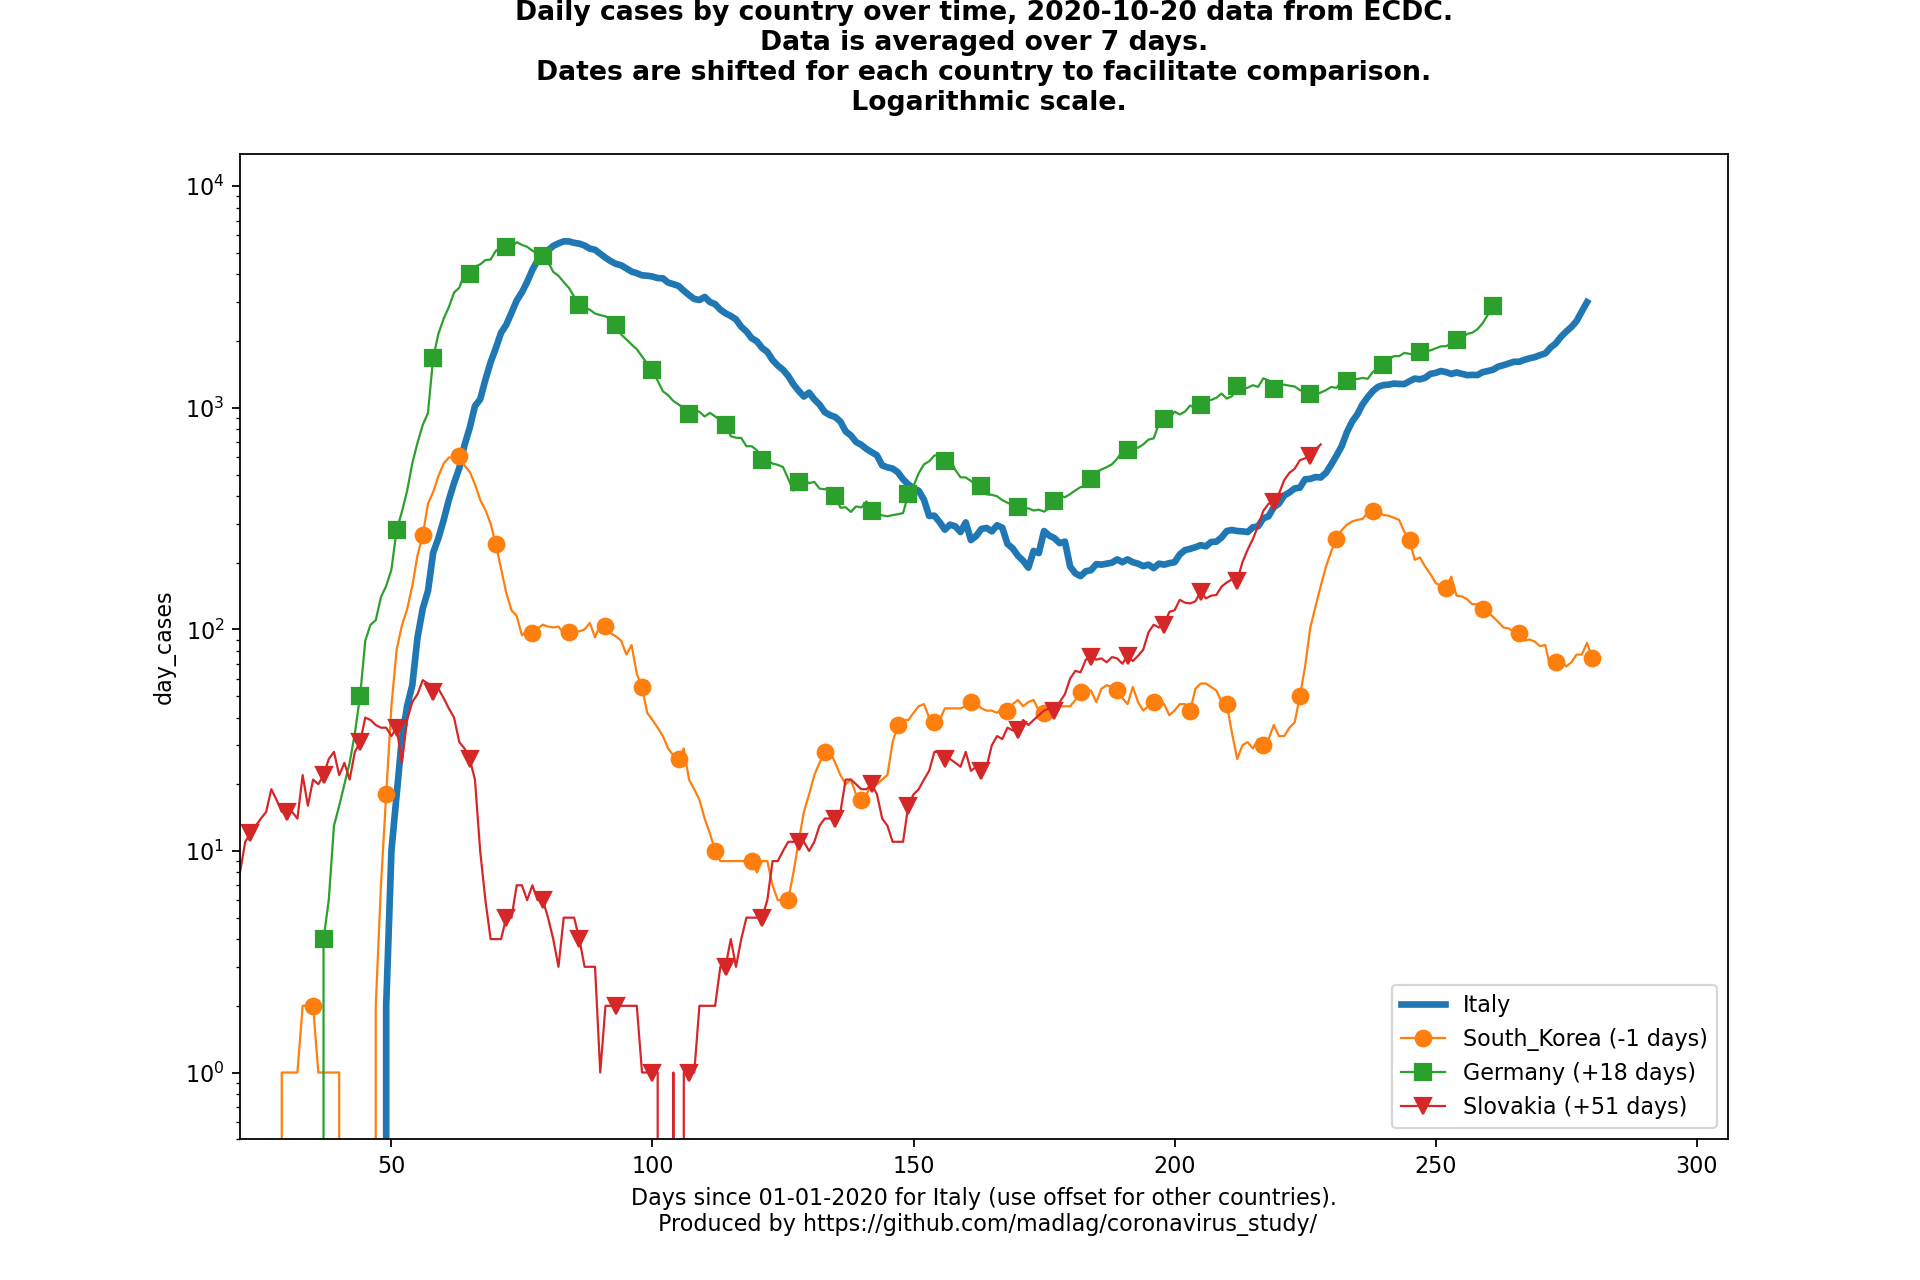 Daily cases by country over time, 2020-10-20 data from ECDC.
Data is averaged over 7 days.
Dates are shifted for each country to facilitate comparison.
Logarithmic scale.
10^4
10^3
10^2
10^1
10^0
day_cases
50
100
150
200
250
300
Italy
South_Korea (-1 days)
Germany (+18 days)
Slovakia (+51 days)
Days since 01-01-2020 for Italy (use offset for other countries).
Produced by https://github.com/madlag/coronavirus_study/